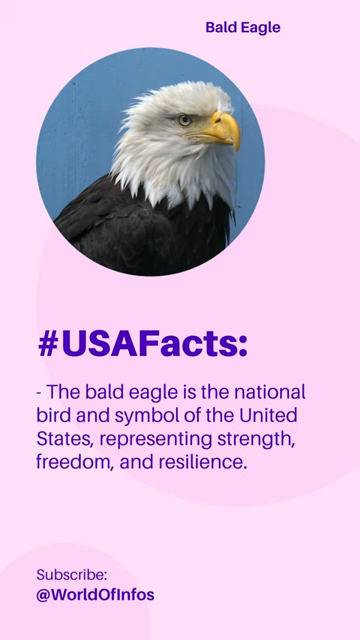 Bald Eagle
#USAFacts:
- The bald eagle is the national
bird and symbol of the United
States, representing strength,
freedom, and resilience.
Subscribe:
@WorldOfInfos